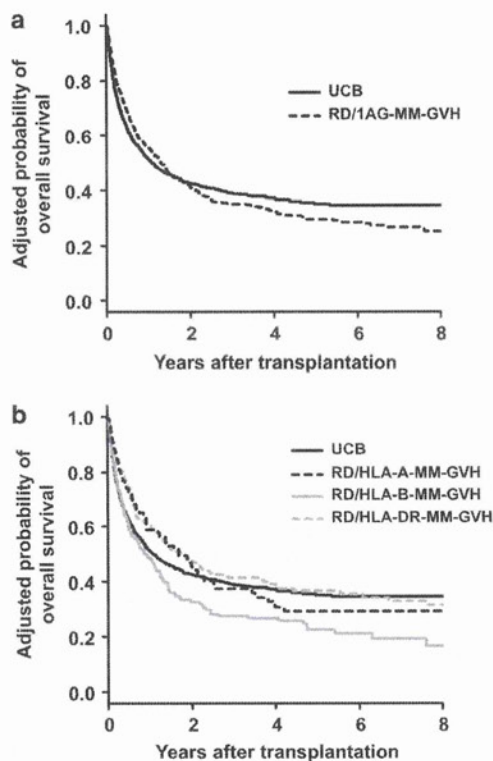 a
Adjusted probability of
overall survival
1.0
0.8
0.6
0.4
0.2
0.0
UCB
RD/1AG-MM-GVH
0 2 4 6 8
Years after transplantation
b
Adjusted probability of
overall survival
1.0
0.8
0.6
0.4
0.2
0.0
UCB
RD/HLA-A-MM-GVH
RD/HLA-B-MM-GVH
RD/HLA-DR-MM-GVH
0 2 4 6 8
Years after transplantation